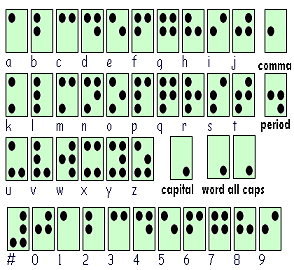 a b c d e f g h i j comma
k l m n o p q r s t period
u v w x y z capital word all caps
# 0 1 2 3 4 5 6 7 8 9